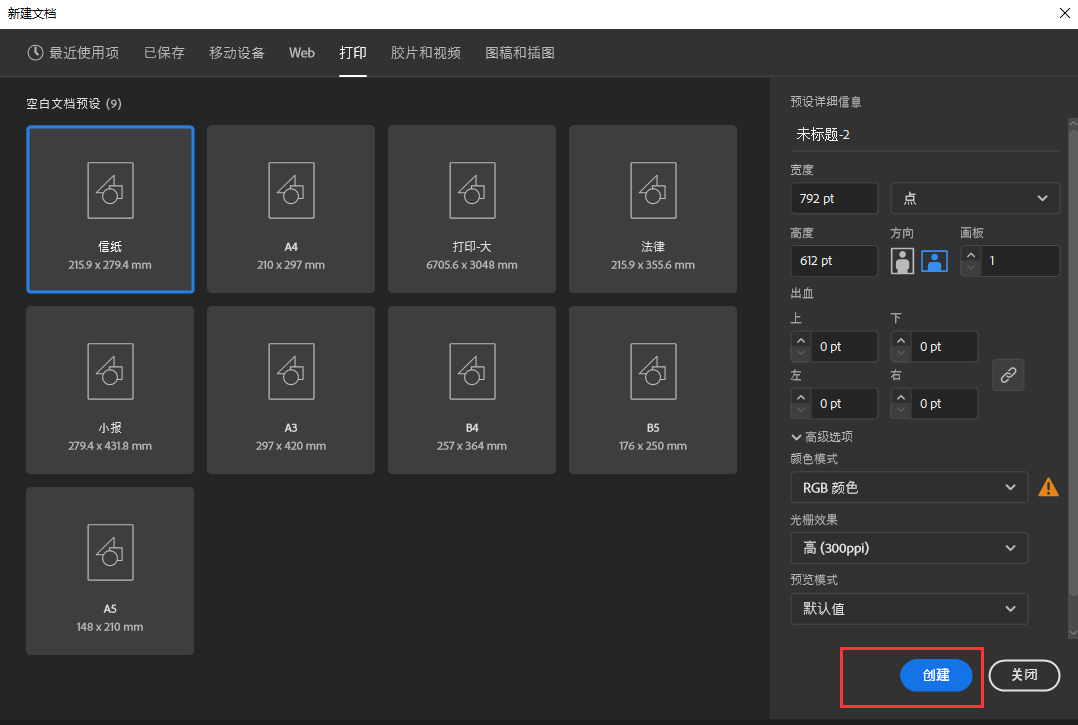 新建文档
最近使用项 已保存 移动设备 Web 打印 胶片和视频 图稿和插图
空白文档预设 (9)
信纸
215.9 x 279.4 mm
A4
210 x 297 mm
打印-大
6705.6 x 3048 mm
法律
215.9 x 355.6 mm
小报
279.4 x 431.8 mm
A3
297 x 420 mm
B4
257 x 364 mm
B5
176 x 250 mm
A5
148 x 210 mm
预设详细信息
未标题-2
宽度
792 pt 点
高度 方向 画板
612 pt 1
出血
上 下
0 pt 0 pt
左 右
0 pt 0 pt
高级选项
颜色模式
RGB 颜色
光栅效果
高 (300ppi)
预览模式
默认值
创建 关闭